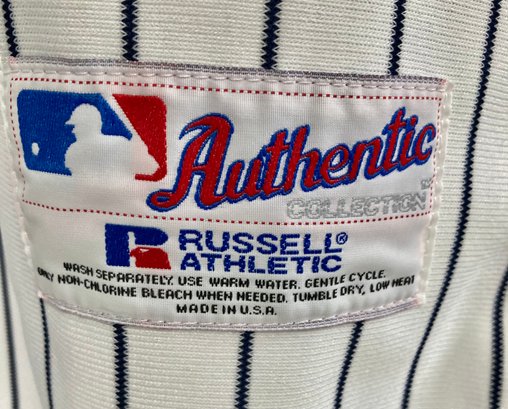 Authentic
COLLECTION™
RUSSELL®
ATHLETIC
WASH SEPARATELY. USE WARM WATER. GENTLE CYCLE.
ONLY NON-CHLORINE BLEACH WHEN NEEDED. TUMBLE DRY, LOW HEAT
MADE IN U.S.A.